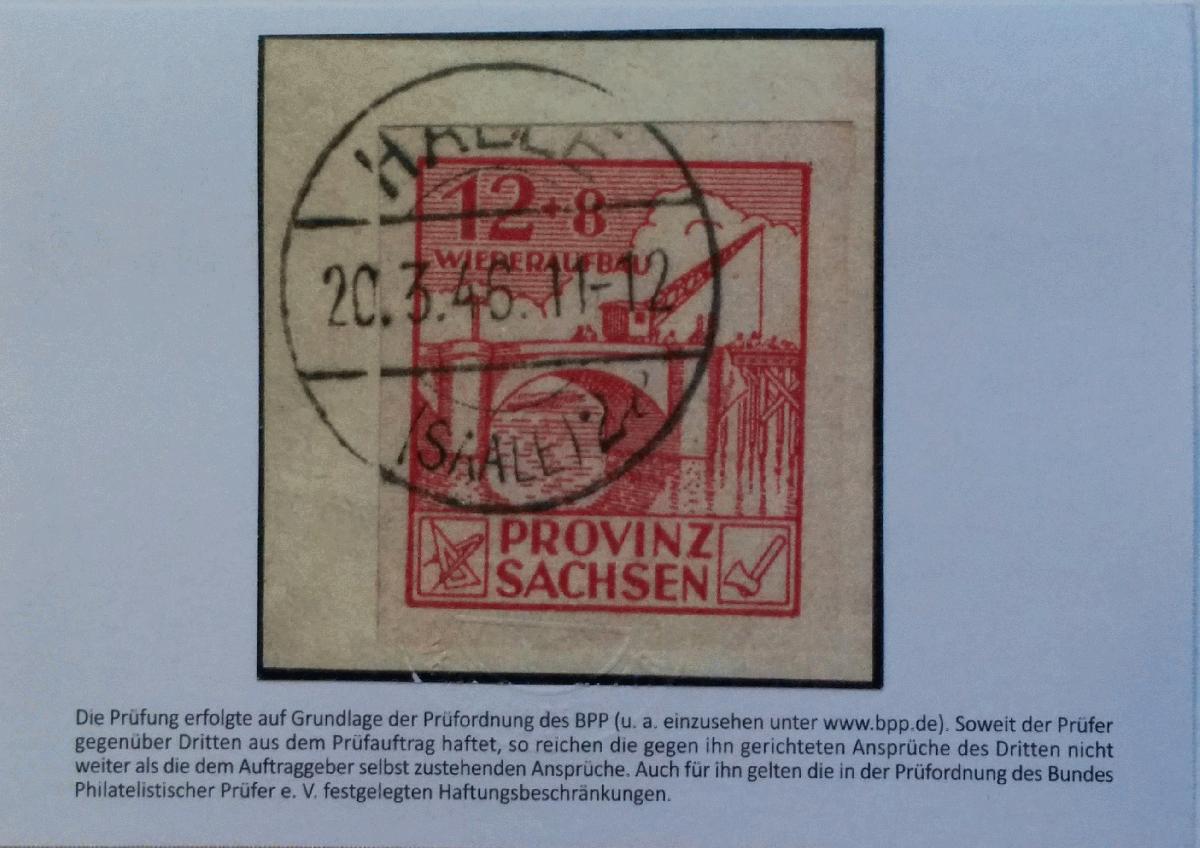 HALLE
12+8
WIEDERAUFBAU
20.3.46. 11-12
(SAALE) 2
PROVINZ
SACHSEN
Die Prüfung erfolgte auf Grundlage der Prüfordnung des BPP (u. a. einzusehen unter www.bpp.de). Soweit der Prüfer
gegenüber Dritten aus dem Prüfauftrag haftet, so reichen die gegen ihn gerichteten Ansprüche des Dritten nicht
weiter als die dem Auftraggeber selbst zustehenden Ansprüche. Auch für ihn gelten die in der Prüfordnung des Bundes
Philatelistischer Prüfer e. V. festgelegten Haftungsbeschränkungen.